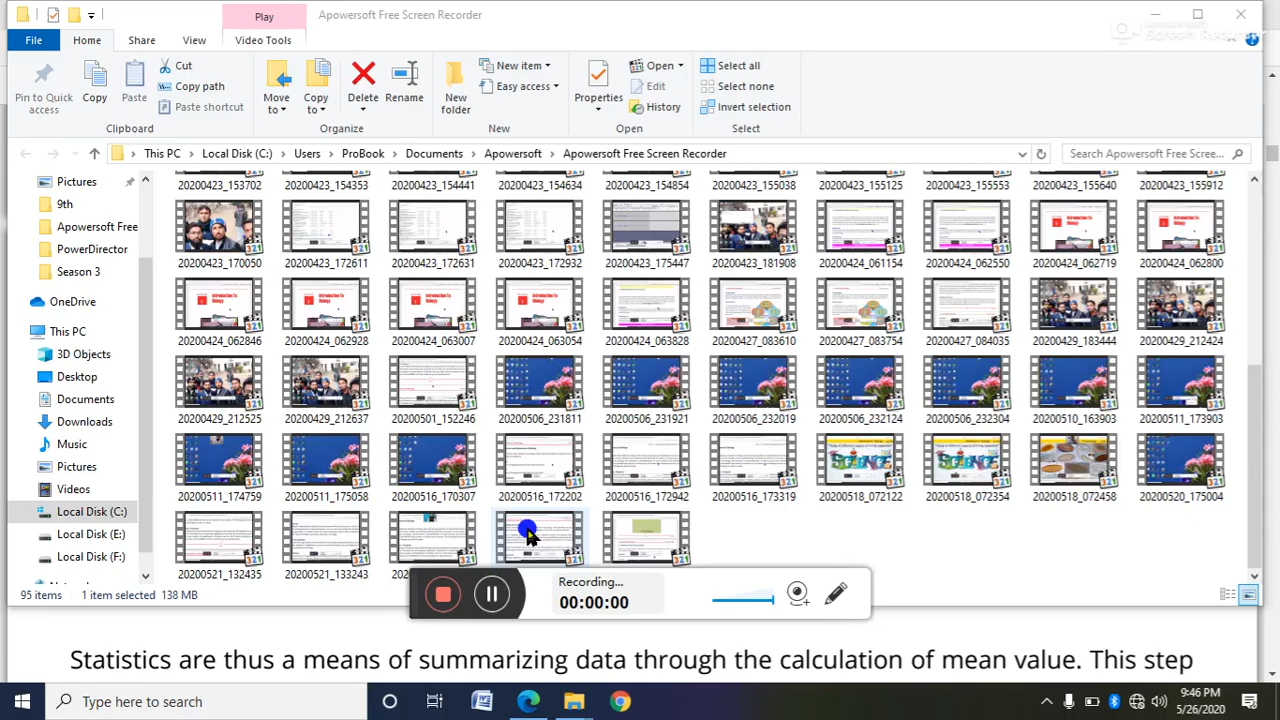 Play
Apowersoft Free Screen Recorder
File
Home
Share
View
Video Tools
Pin to Quick access
Copy
Paste
Cut
Copy path
Paste shortcut
Clipboard
Move to
Copy to
Delete
Rename
Organize
New folder
New item
Easy access
New
Properties
Open
Edit
History
Open
Select all
Select none
Invert selection
Select
This PC
Local Disk (C:)
Users
ProBook
Documents
Apowersoft
Apowersoft Free Screen Recorder
Search Apowersoft Free Scree...
Pictures
9th
Apowersoft Free
PowerDirector
Season 3
OneDrive
This PC
3D Objects
Desktop
Documents
Downloads
Music
Pictures
Videos
Local Disk (C:)
Local Disk (E:)
Local Disk (F:)
20200423_153702 20200423_154353 20200423_154441 20200423_154634 20200423_154854 20200423_155038 20200423_155125 20200423_155553 20200423_155640 20200423_155912
20200423_170050 20200423_172611 20200423_172631 20200423_172932 20200423_175447 20200423_181908 20200424_061154 20200424_062550 20200424_062719 20200424_062800
20200424_062846 20200424_062928 20200424_063007 20200424_063054 20200424_063828 20200427_083610 20200427_083754 20200427_084035 20200429_183444 20200429_212424
20200429_212525 20200429_212637 20200501_152246 20200506_231811 20200506_231921 20200506_232019 20200506_232124 20200506_232304 20200510_163903 20200511_173903
20200511_174759 20200511_175058 20200516_170307 20200516_172202 20200516_172942 20200516_173319 20200518_072122 20200518_072354 20200518_072458 20200520_175004
20200521_132435 20200521_133243
95 items
1 item selected 138 MB
Recording...
00:00:00
Statistics are thus a means of summarizing data through the calculation of mean value. This step
Type here to search
9:46 PM
5/26/2020